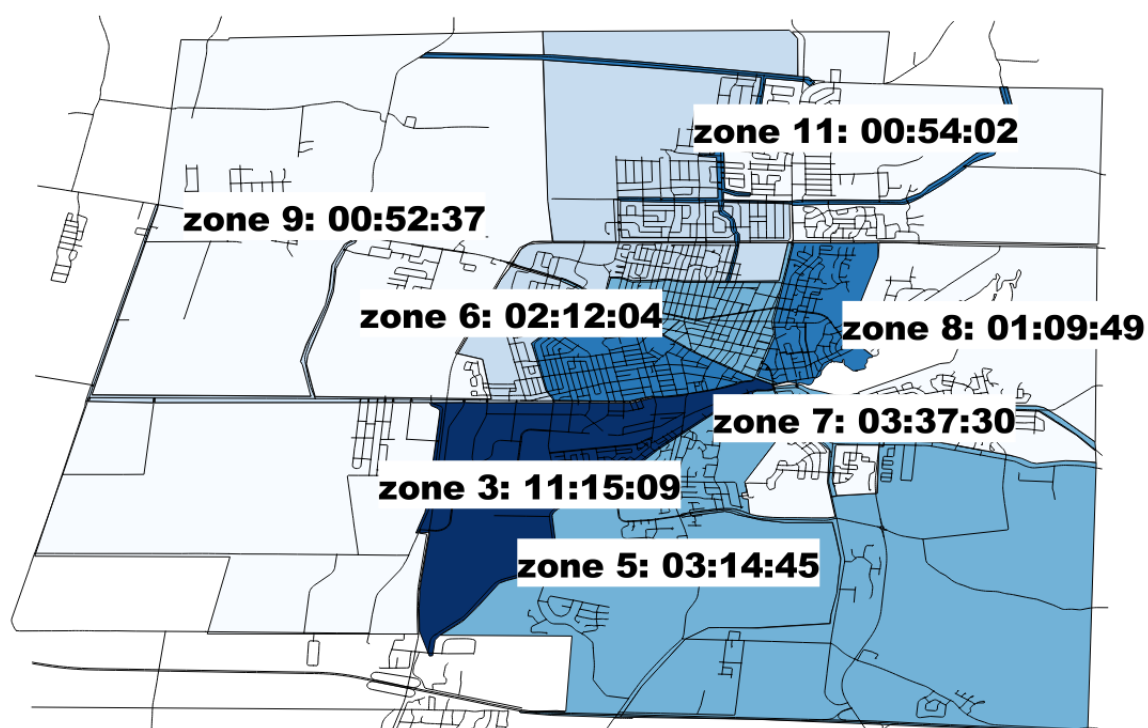 zone 11: 00:54:02
zone 9: 00:52:37
zone 6: 02:12:04
zone 8: 01:09:49
zone 7: 03:37:30
zone 3: 11:15:09
zone 5: 03:14:45